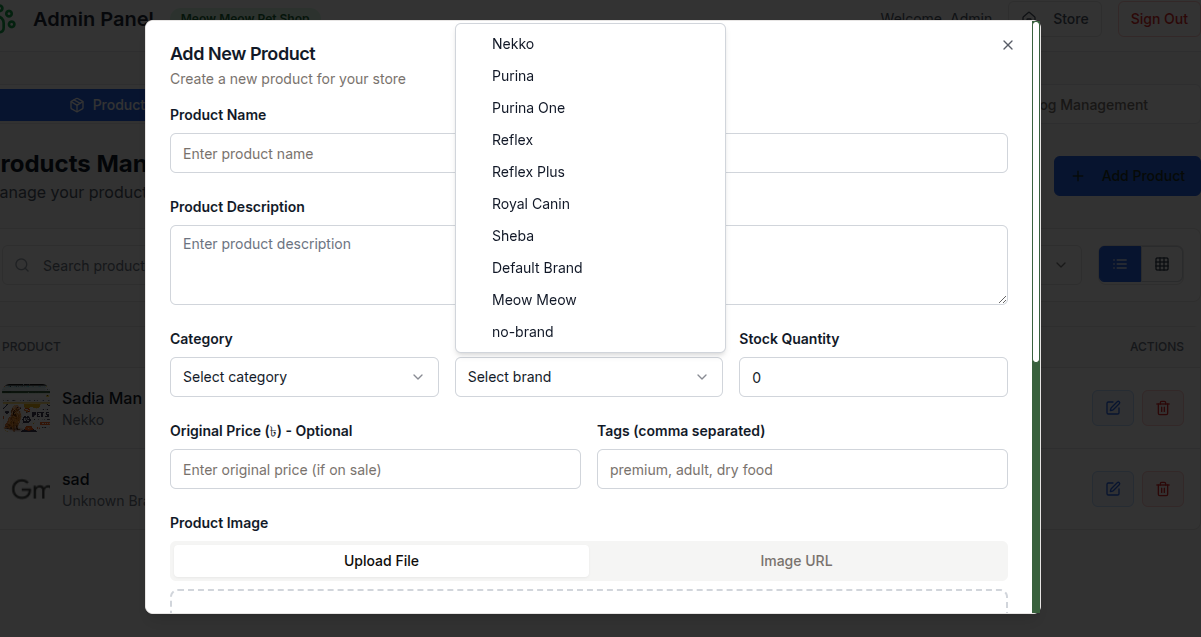 Admin Panel
Meow Meow Pet Shop
Welcome, Admin
Store
Sign Out
Product
og Management
roducts Man
anage your product
Add Product
Search product
PRODUCT
ACTIONS
Sadia Man
Nekko
Gm
sad
Unknown Bra
Add New Product
Create a new product for your store
Product Name
Enter product name
Product Description
Enter product description
Nekko
Purina
Purina One
Reflex
Reflex Plus
Royal Canin
Sheba
Default Brand
Meow Meow
no-brand
Category
Stock Quantity
Select category
Select brand
0
Original Price (৳) - Optional
Tags (comma separated)
Enter original price (if on sale)
premium, adult, dry food
Product Image
Upload File
Image URL